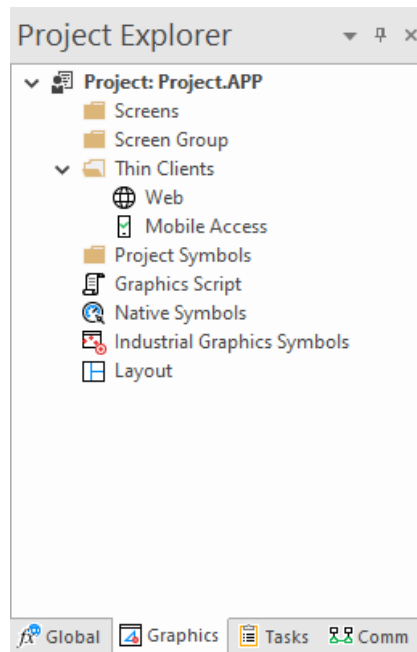 Project Explorer
Project: Project.APP
Screens
Screen Group
Thin Clients
Web
Mobile Access
Project Symbols
Graphics Script
Native Symbols
Industrial Graphics Symbols
Layout
fx Global Graphics Tasks Comm